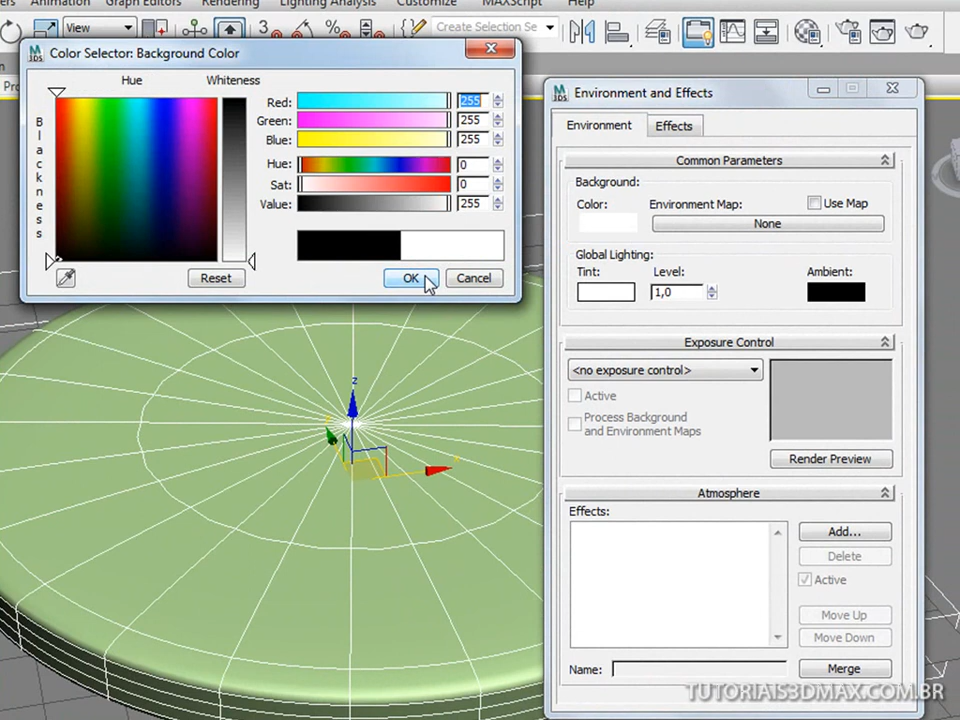 Animation Graph Editors Rendering Lighting Analysis Customize MAXScript Help
View
3
%
Create Selection Se
Color Selector: Background Color
Hue
Whiteness
Blackness
Red: 255
Green: 255
Blue: 255
Hue: 0
Sat: 0
Value: 255
Reset
OK
Cancel
Environment and Effects
Environment
Effects
Common Parameters
Background:
Color:
Environment Map:
Use Map
None
Global Lighting:
Tint:
Level:
Ambient:
1,0
Exposure Control
<no exposure control>
Active
Process Background
and Environment Maps
Render Preview
Atmosphere
Effects:
Add...
Delete
Active
Move Up
Move Down
Name:
Merge
z
TUTORIAIS3DMAX.COM.BR